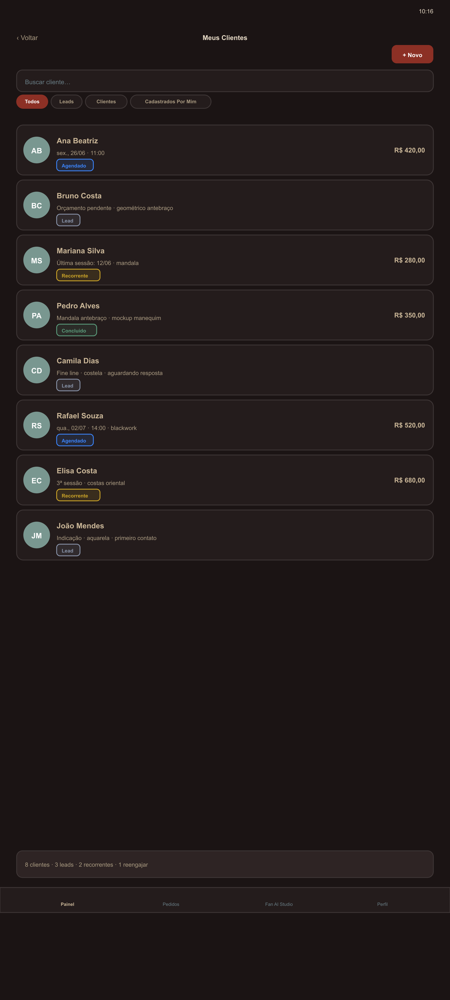 10:16
‹ Voltar
Meus Clientes
+ Novo
Buscar cliente…
Todos
Leads
Clientes
Cadastrados Por Mim
AB
Ana Beatriz
sex., 26/06 · 11:00
Agendado
R$ 420,00
BC
Bruno Costa
Orçamento pendente · geométrico antebraço
Lead
MS
Mariana Silva
Última sessão: 12/06 · mandala
Recorrente
R$ 280,00
PA
Pedro Alves
Mandala antebraço · mockup manequim
Concluído
R$ 350,00
CD
Camila Dias
Fine line · costela · aguardando resposta
Lead
RS
Rafael Souza
qua., 02/07 · 14:00 · blackwork
Agendado
R$ 520,00
EC
Elisa Costa
3ª sessão · costas oriental
Recorrente
R$ 680,00
JM
João Mendes
Indicação · aquarela · primeiro contato
Lead
8 clientes · 3 leads · 2 recorrentes · 1 reengajar
Painel
Pedidos
Fan AI Studio
Perfil